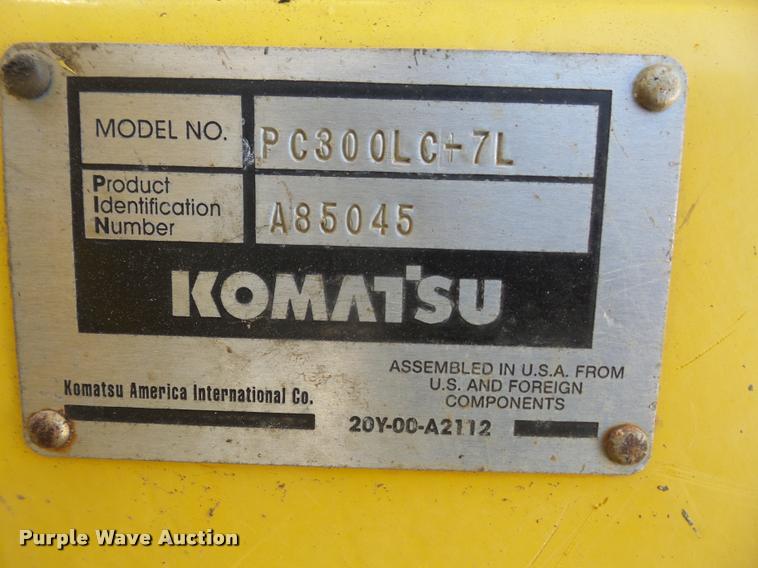 MODEL NO. PC300LC-7L
Product
Identification
Number A85045
KOMATSU
ASSEMBLED IN U.S.A. FROM
U.S. AND FOREIGN
COMPONENTS
Komatsu America International Co.
20Y-00-A2112
Purple Wave Auction